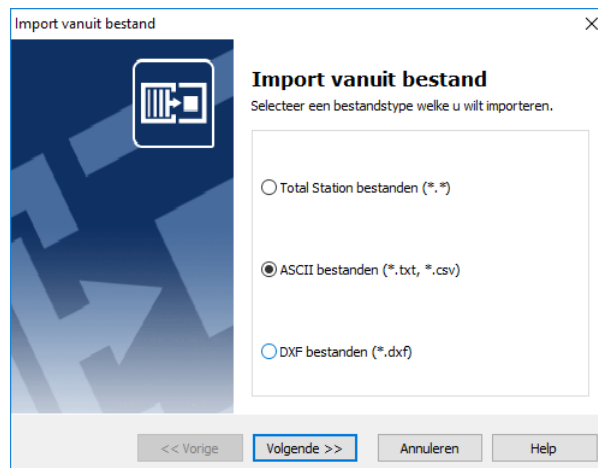 Import vanuit bestand
Import vanuit bestand
Selecteer een bestandstype welke u wilt importeren.
Total Station bestanden (*.*)
ASCII bestanden (*.txt, *.csv)
DXF bestanden (*.dxf)
<< Vorige Volgende >> Annuleren Help